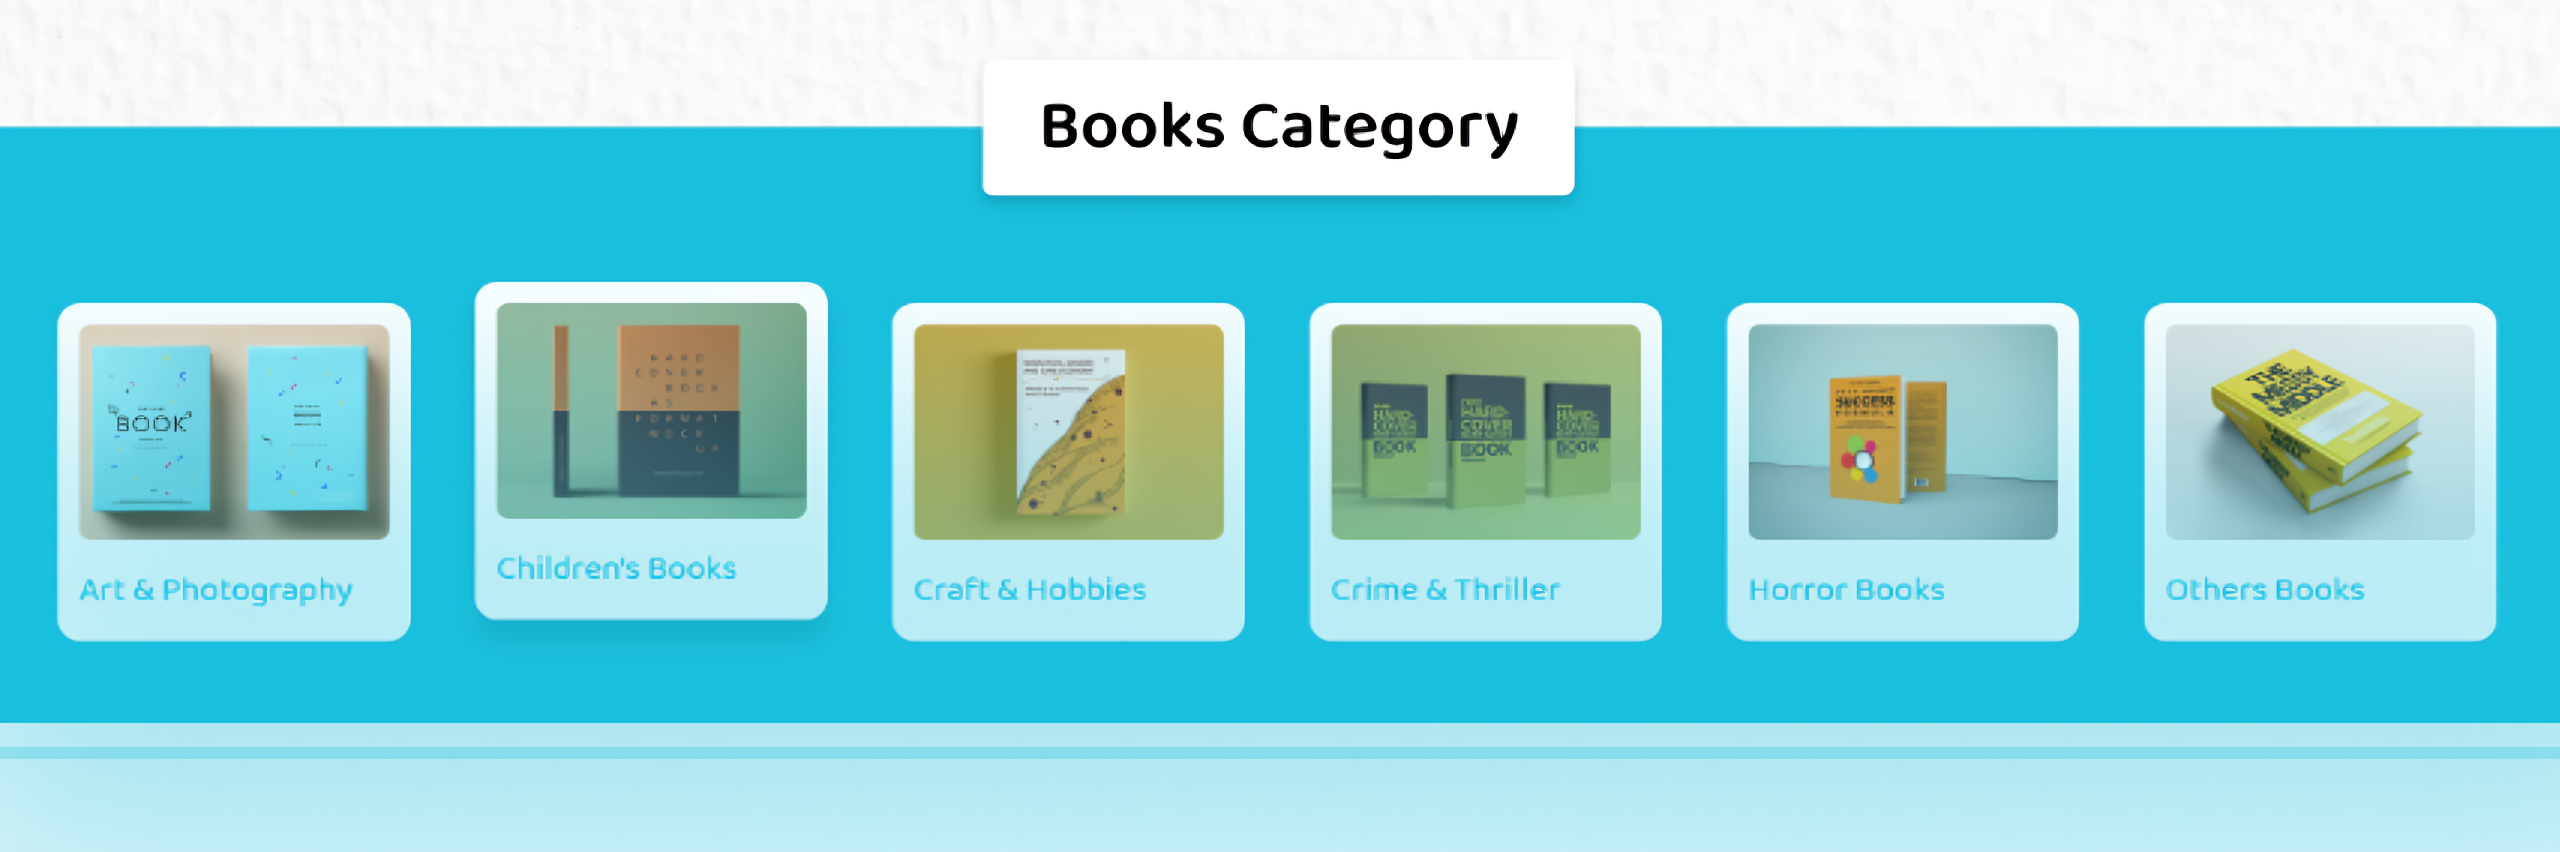 Books Category
BOOK
HARD
COVER
BOOK
A5
FORMAT
MOCK
UP
HARD-
COVER
BOOK
HARD-
COVER
BOOK
HARD-
COVER
BOOK
SUCCESS
THE
MIDDLE
Art & Photography
Children's Books
Craft & Hobbies
Crime & Thriller
Horror Books
Others Books